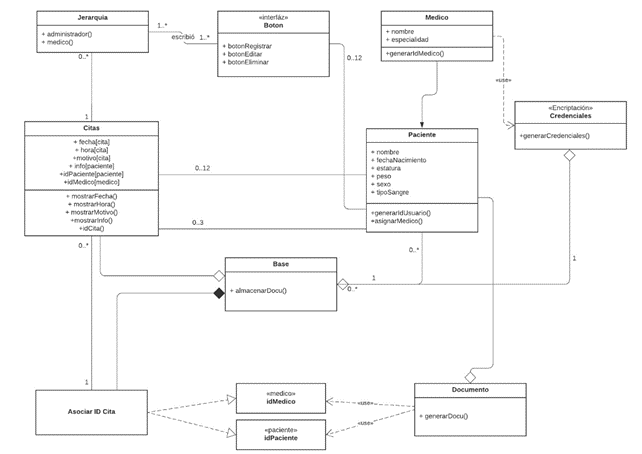 Jerarquia
+ administrador()
+ medico()
1..*
escribió
1..*
«interfáz»
Boton
+ botonRegistrar
+ botonEditar
+ botonEliminar
Medico
+ nombre
+ especialidad
+generarIdMedico()
0..*
0..12
«use»
«Encriptación»
Credenciales
+generarCredenciales()
1
Citas
+ fecha[cita]
+ hora[cita]
+motivo[cita]
+ info[paciente]
+idPaciente[paciente]
+ idMedico[medico]
+ mostrarFecha()
+ mostrarHora()
+ mostrarMotivo()
+mostrarInfo()
+idCita()
Paciente
+ nombre
+ fechaNacimiento
+ estatura
+ peso
+ sexo
+ tipoSangre
+generarIdUsuario()
+asignarMedico()
0..12
0..3
0..*
0..*
Base
+ almacenarDocu()
1
0..*
1
1
Asociar ID Cita
«medico»
idMedico
«paciente»
idPaciente
«use»
«use»
Documento
+ generarDocu()